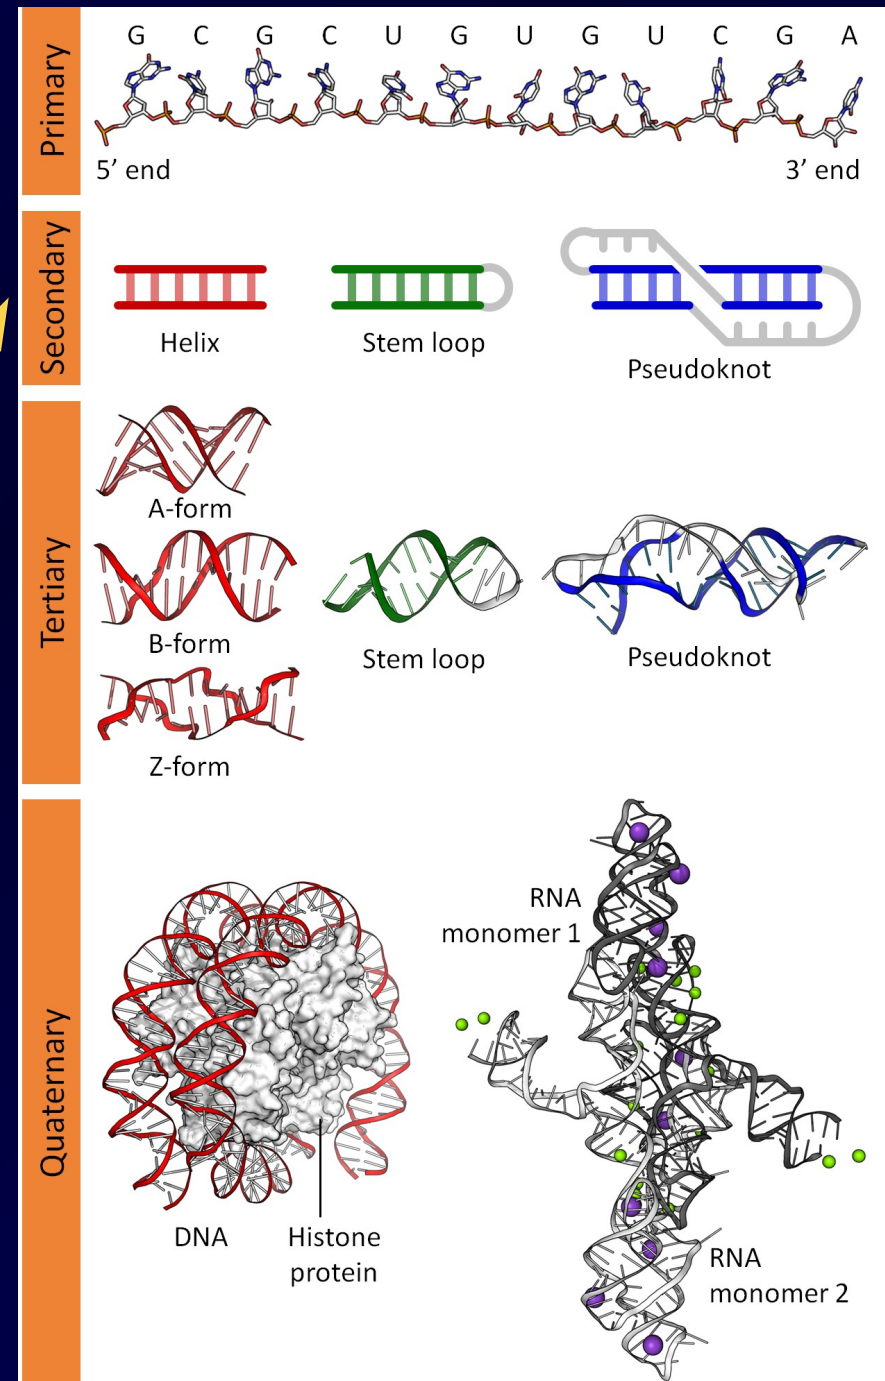 Primary
G C G C U G U G U C G A
5’ end
3’ end
Secondary
Helix
Stem loop
Pseudoknot
Tertiary
A-form
B-form
Z-form
Stem loop
Pseudoknot
Quaternary
DNA
Histone
protein
RNA
monomer 1
RNA
monomer 2